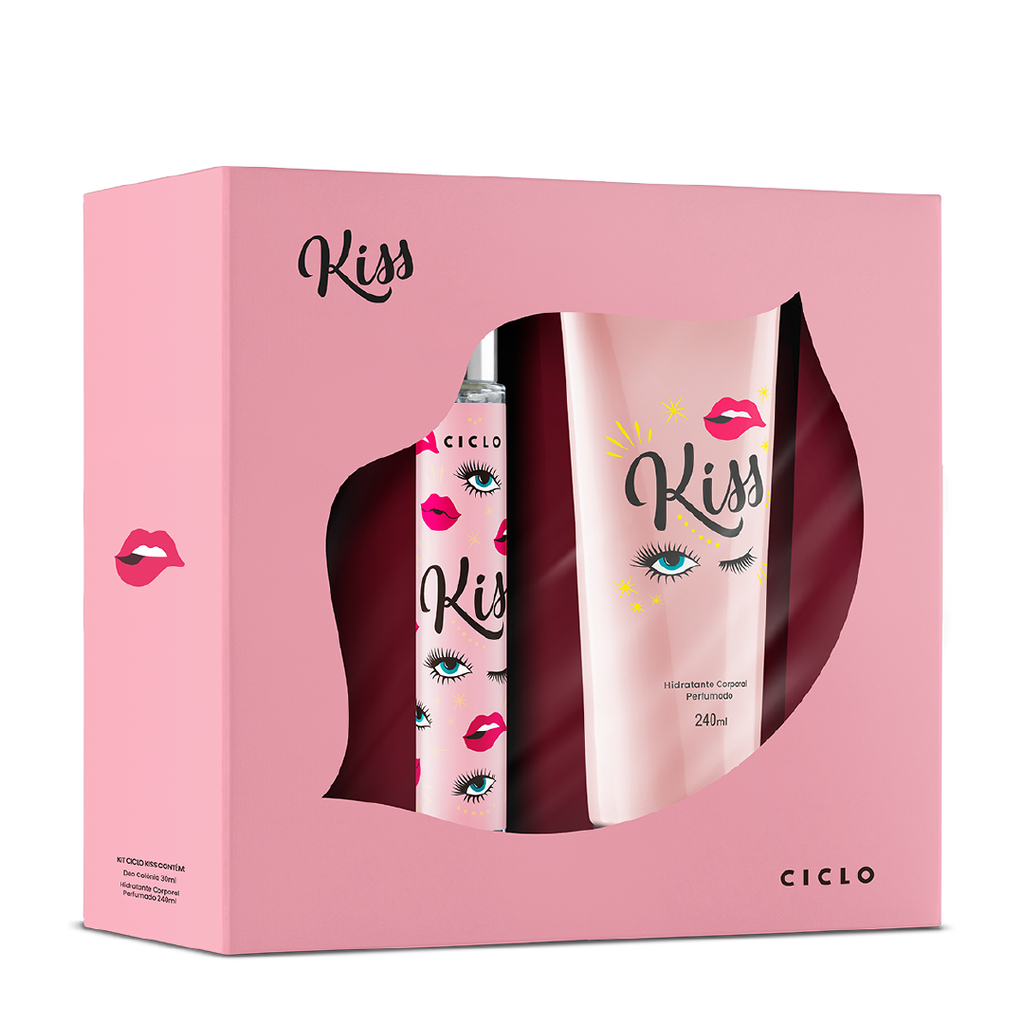 Kiss
CICLO
Kiss
Kiss
Hidratante Corporal
Perfumado
240ml
KIT CICLO KISS CONTÉM:
Deo Colônia 30ml
Hidratante Corporal
Perfumado 240ml
CICLO